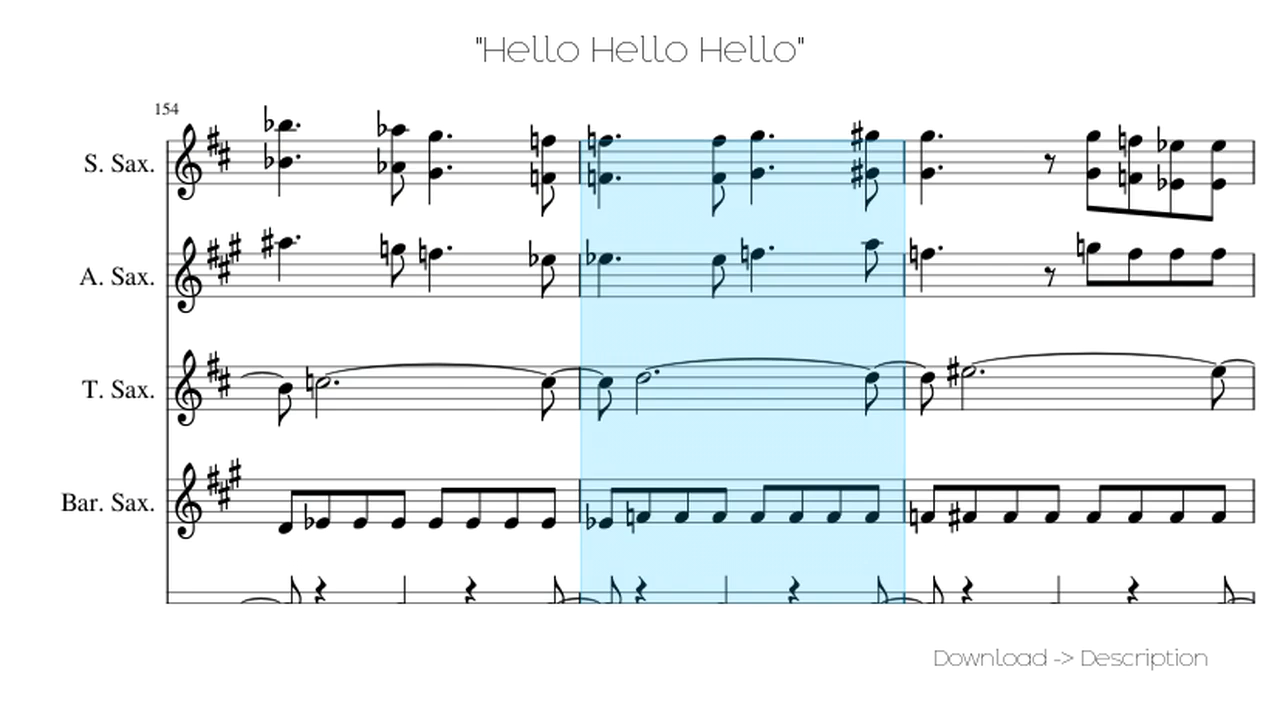 "Hello Hello Hello"
154
S. Sax.
A. Sax.
T. Sax.
Bar. Sax.
Download -> Description